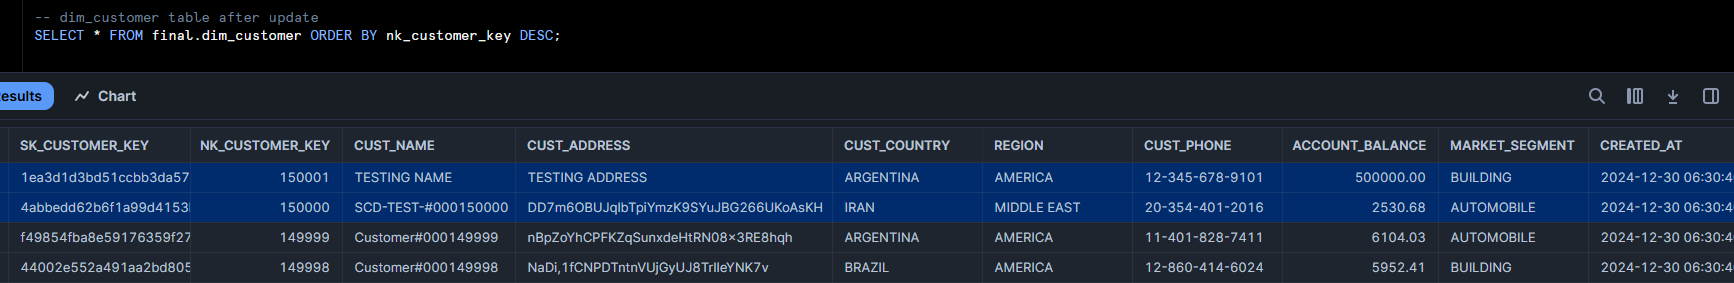 -- dim_customer table after update
SELECT * FROM final.dim_customer ORDER BY nk_customer_key DESC;
esults Chart
SK_CUSTOMER_KEY NK_CUSTOMER_KEY CUST_NAME CUST_ADDRESS CUST_COUNTRY REGION CUST_PHONE ACCOUNT_BALANCE MARKET_SEGMENT CREATED_AT
1ea3d1d3bd51ccbb3da57 150001 TESTING NAME TESTING ADDRESS ARGENTINA AMERICA 12-345-678-9101 500000.00 BUILDING 2024-12-30 06:30:4
4abbedd62b6f1a99d4153 150000 SCD-TEST-#000150000 DD7m6OBUJqIbTpiYmzK9SYuJBG266UKoAsKH IRAN MIDDLE EAST 20-354-401-2016 2530.68 AUTOMOBILE 2024-12-30 06:30:4
f49854fba8e59176359f27 149999 Customer#000149999 nBpZoYhCPFKZqSunxdeHtRN08×3RE8hqh ARGENTINA AMERICA 11-401-828-7411 6104.03 AUTOMOBILE 2024-12-30 06:30:4
44002e552a491aa2bd805 149998 Customer#000149998 NaDi,1fCNPDTntnVUjGyUJ8TrIleYNK7v BRAZIL AMERICA 12-860-414-6024 5952.41 BUILDING 2024-12-30 06:30:4